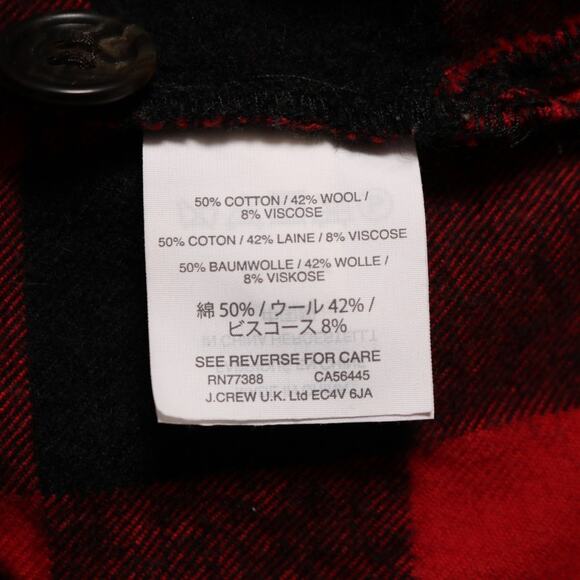 50% COTTON / 42% WOOL /
8% VISCOSE
50% COTON / 42% LAINE / 8% VISCOSE
50% BAUMWOLLE / 42% WOLLE /
8% VISKOSE
綿 50% / ウール 42% /
ビスコース 8%
SEE REVERSE FOR CARE
RN77388 CA56445
J.CREW U.K. Ltd EC4V 6JA